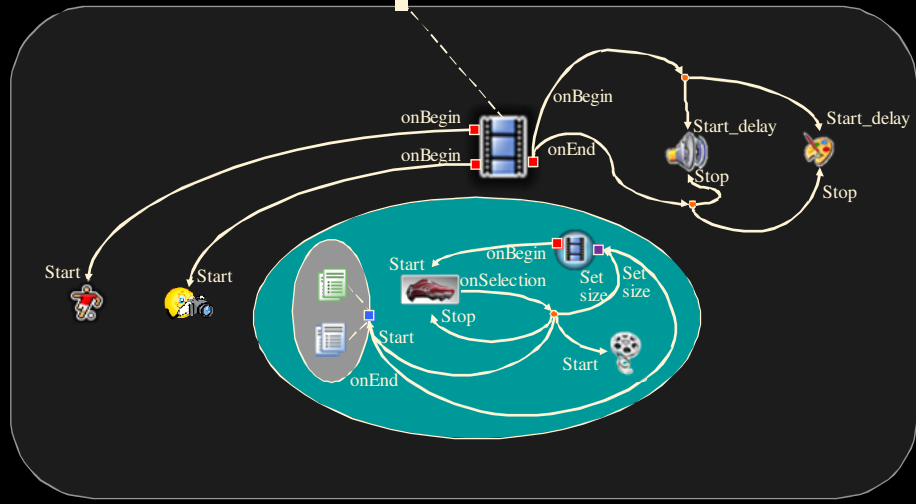 onBegin
onBegin
Start_delay
Start_delay
onEnd
onBegin
Stop
Stop
Start
Start
onBegin
Start
onSelection
Set
size
Set
size
Stop
Start
Start
onEnd